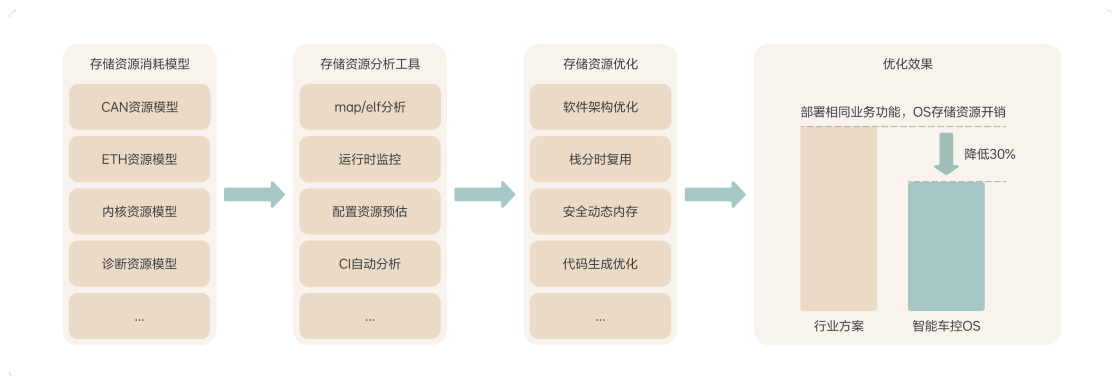 存储资源消耗模型
CAN资源模型
ETH资源模型
内核资源模型
诊断资源模型
...
存储资源分析工具
map/elf分析
运行时监控
配置资源预估
CI自动分析
...
存储资源优化
软件架构优化
栈分时复用
安全动态内存
代码生成优化
...
优化效果
部署相同业务功能，OS存储资源开销
降低30%
行业方案
智能车控OS